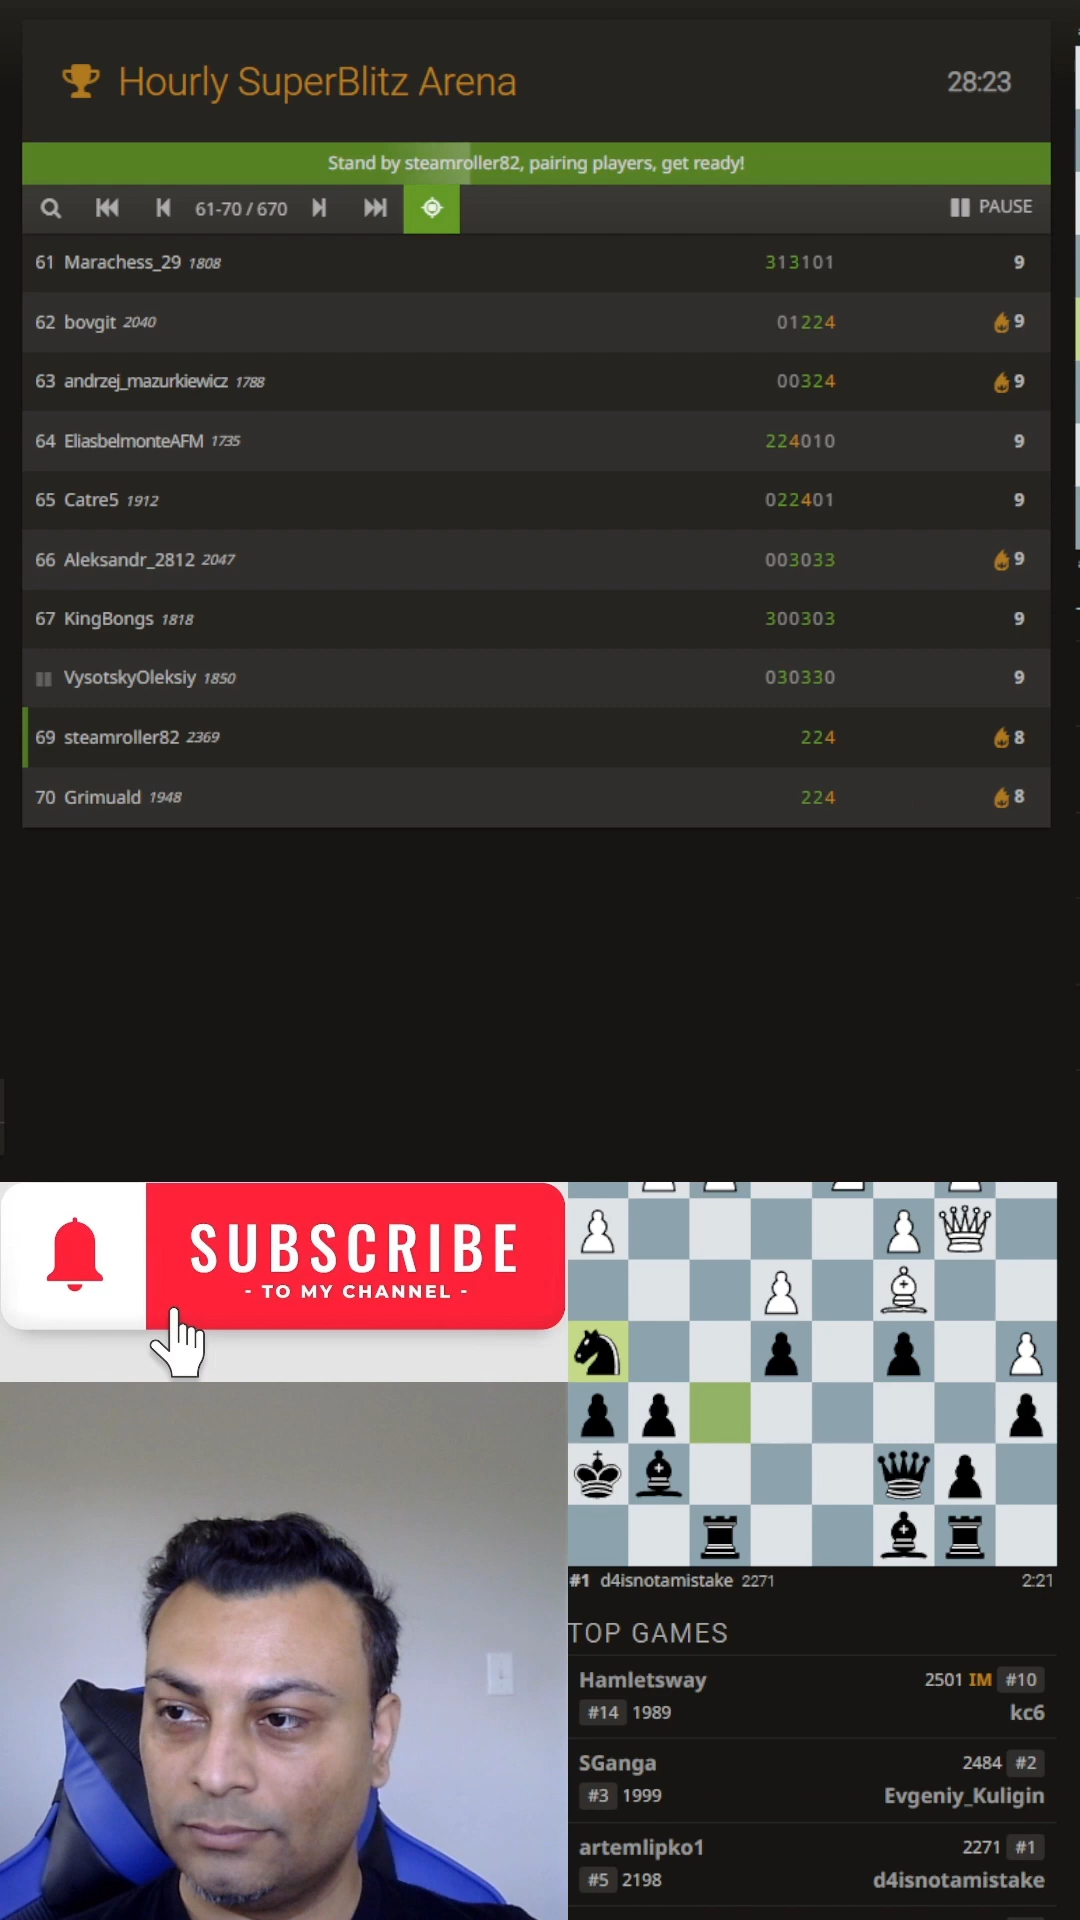 Hourly SuperBlitz Arena 28:23
Stand by steamroller82, pairing players, get ready!
61-70 / 670 PAUSE
61 Marachess_29 1808 313101 9
62 bovgit 2040 01224 9
63 andrzej_mazurkiewicz 1788 00324 9
64 EliasbelmonteAFM 1735 224010 9
65 Catre5 1912 022401 9
66 Aleksandr_2812 2047 003033 9
67 KingBongs 1818 300303 9
VysotskyOleksiy 1850 030330 9
69 steamroller82 2369 224 8
70 Grimuald 1948 224 8
SUBSCRIBE
- TO MY CHANNEL -
#1 d4isnotamistake 2271 2:21
TOP GAMES
Hamletsway 2501 IM #10
#14 1989 kc6
SGanga 2484 #2
#3 1999 Evgeniy_Kuligin
artemlipko1 2271 #1
#5 2198 d4isnotamistake